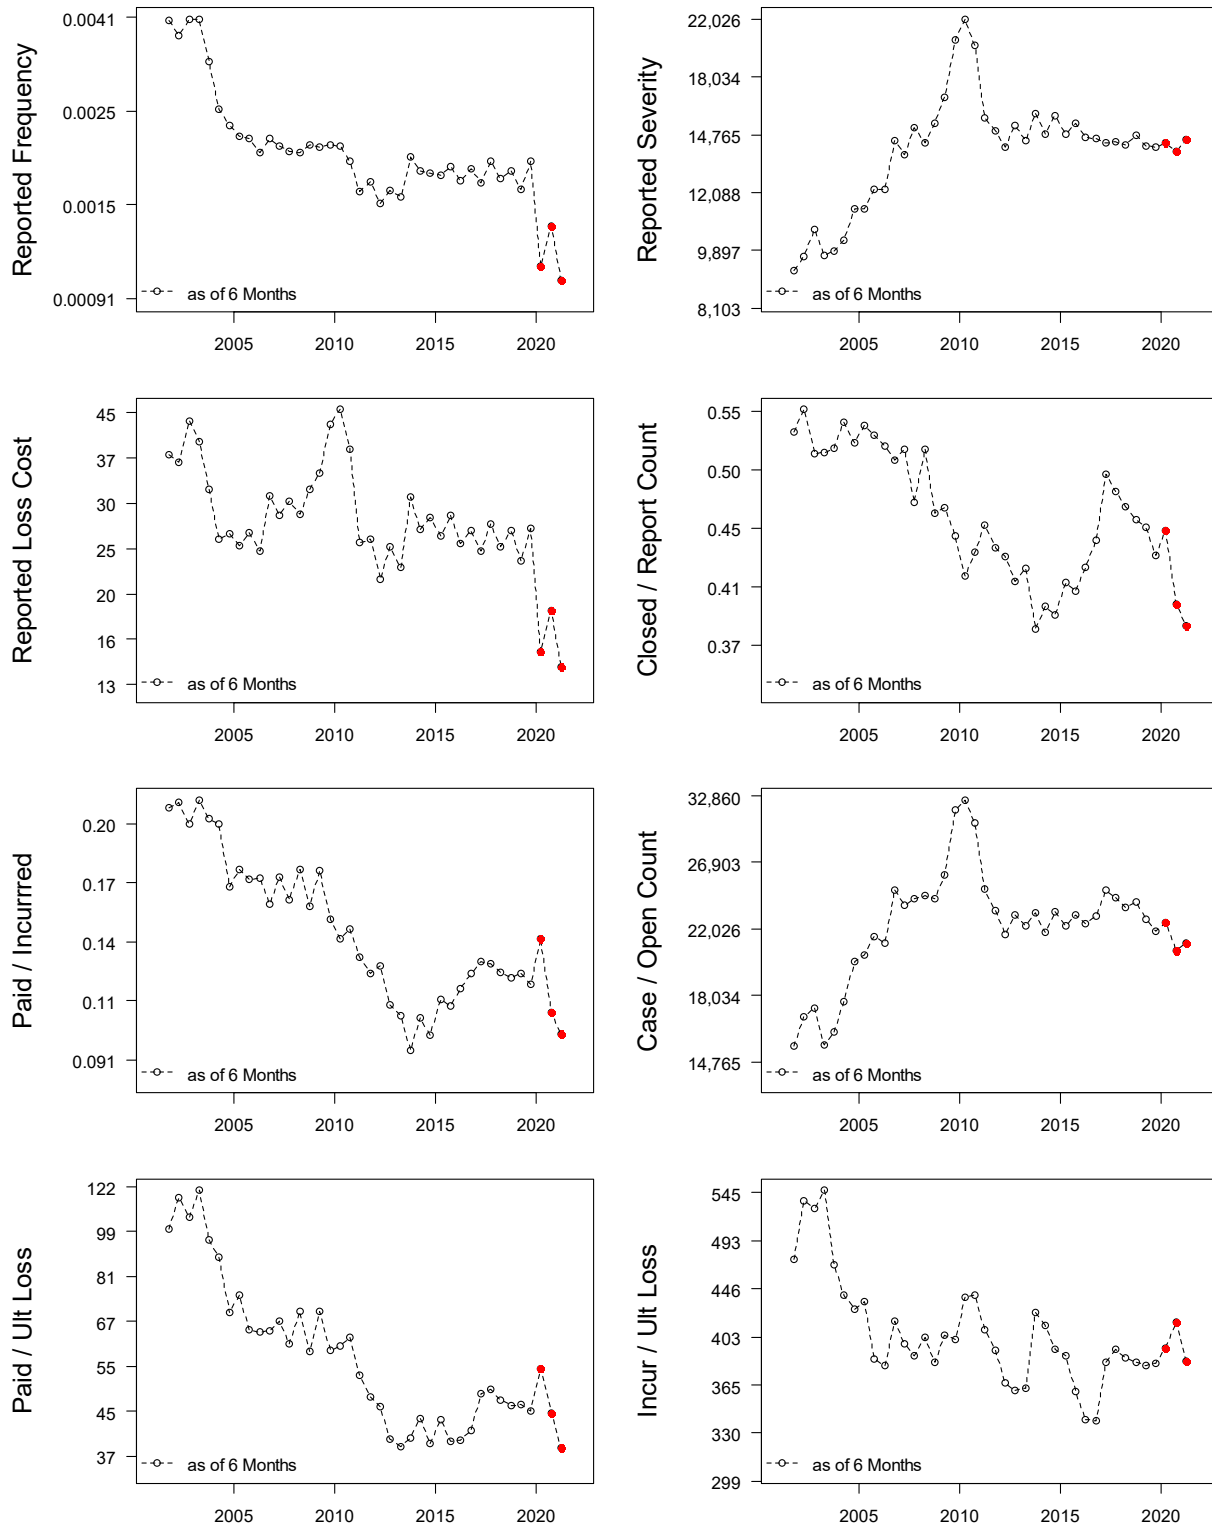 Reported Frequency
0.0041
0.0025
0.0015
0.00091
as of 6 Months
2005 2010 2015 2020
Reported Severity
22,026
18,034
14,765
12,088
9,897
8,103
as of 6 Months
2005 2010 2015 2020
Reported Loss Cost
45
37
30
25
20
16
13
as of 6 Months
2005 2010 2015 2020
Closed / Report Count
0.55
0.50
0.45
0.41
0.37
as of 6 Months
2005 2010 2015 2020
Paid / Incurrred
0.20
0.17
0.14
0.11
0.091
as of 6 Months
2005 2010 2015 2020
Case / Open Count
32,860
26,903
22,026
18,034
14,765
as of 6 Months
2005 2010 2015 2020
Paid / Ult Loss
122
99
81
67
55
45
37
as of 6 Months
2005 2010 2015 2020
Incur / Ult Loss
545
493
446
403
365
330
299
as of 6 Months
2005 2010 2015 2020